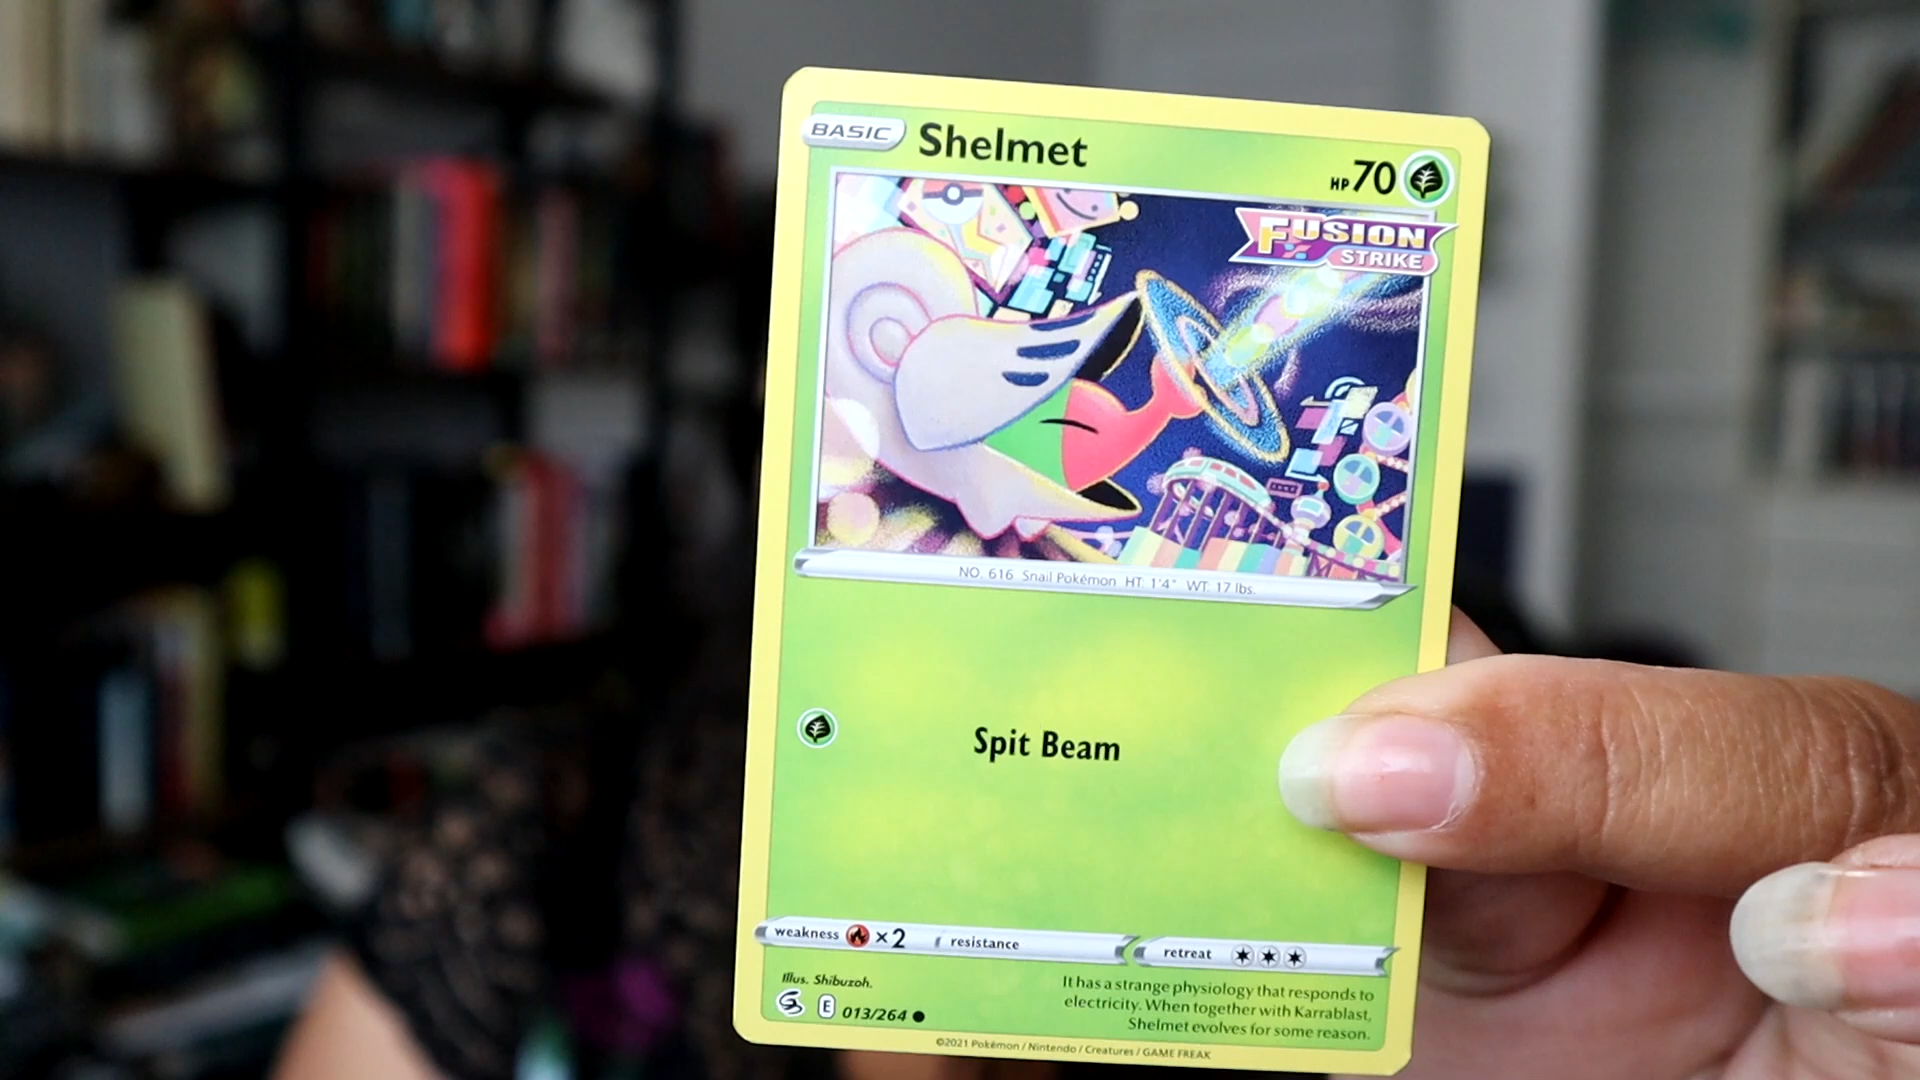 BASIC Shelmet HP 70
FUSION
STRIKE
NO. 616 Snail Pokémon HT: 1'4" WT: 17 lbs.
Spit Beam
weakness ×2 resistance retreat
Illus. Shibuzoh.
It has a strange physiology that responds to
electricity. When together with Karrablast,
Shelmet evolves for some reason.
E 013/264
©2021 Pokémon / Nintendo / Creatures / GAME FREAK